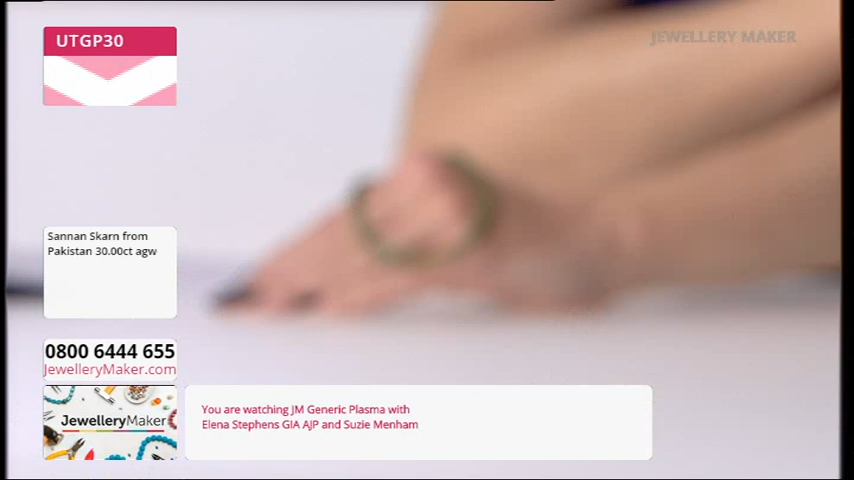 UTGP30
JEWELLERY MAKER
Sannan Skarn from
Pakistan 30.00ct agw
0800 6444 655
JewelleryMaker.com
JewelleryMaker
You are watching JM Generic Plasma with
Elena Stephens GIA AJP and Suzie Menham